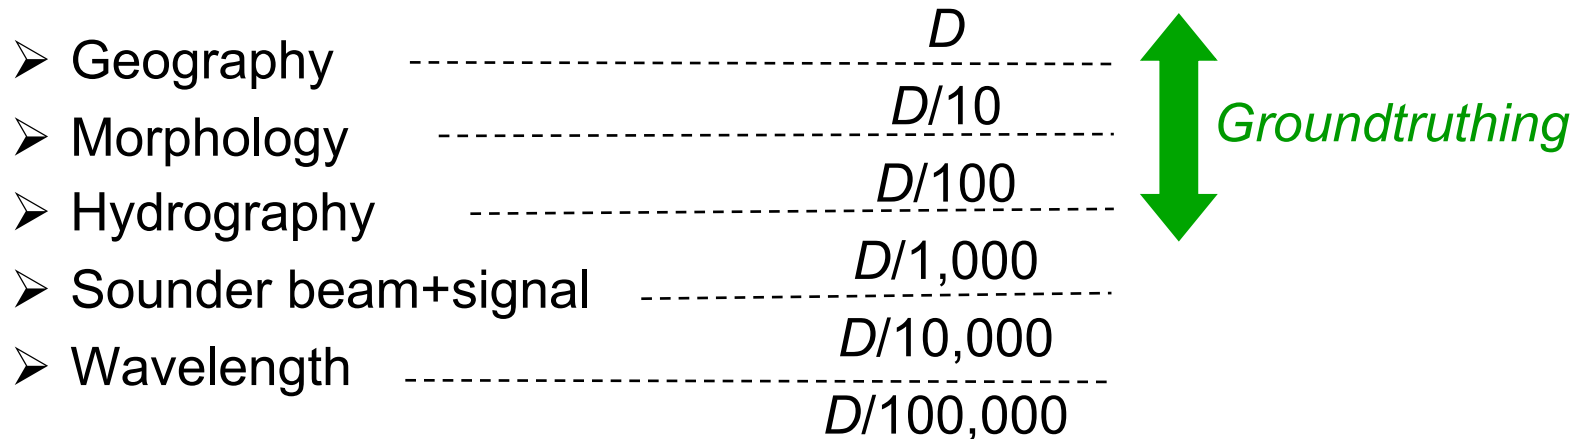 D
➢ Geography
D/10
Groundtruthing
➢ Morphology
D/100
➢ Hydrography
D/1,000
➢ Sounder beam+signal
D/10,000
➢ Wavelength
D/100,000